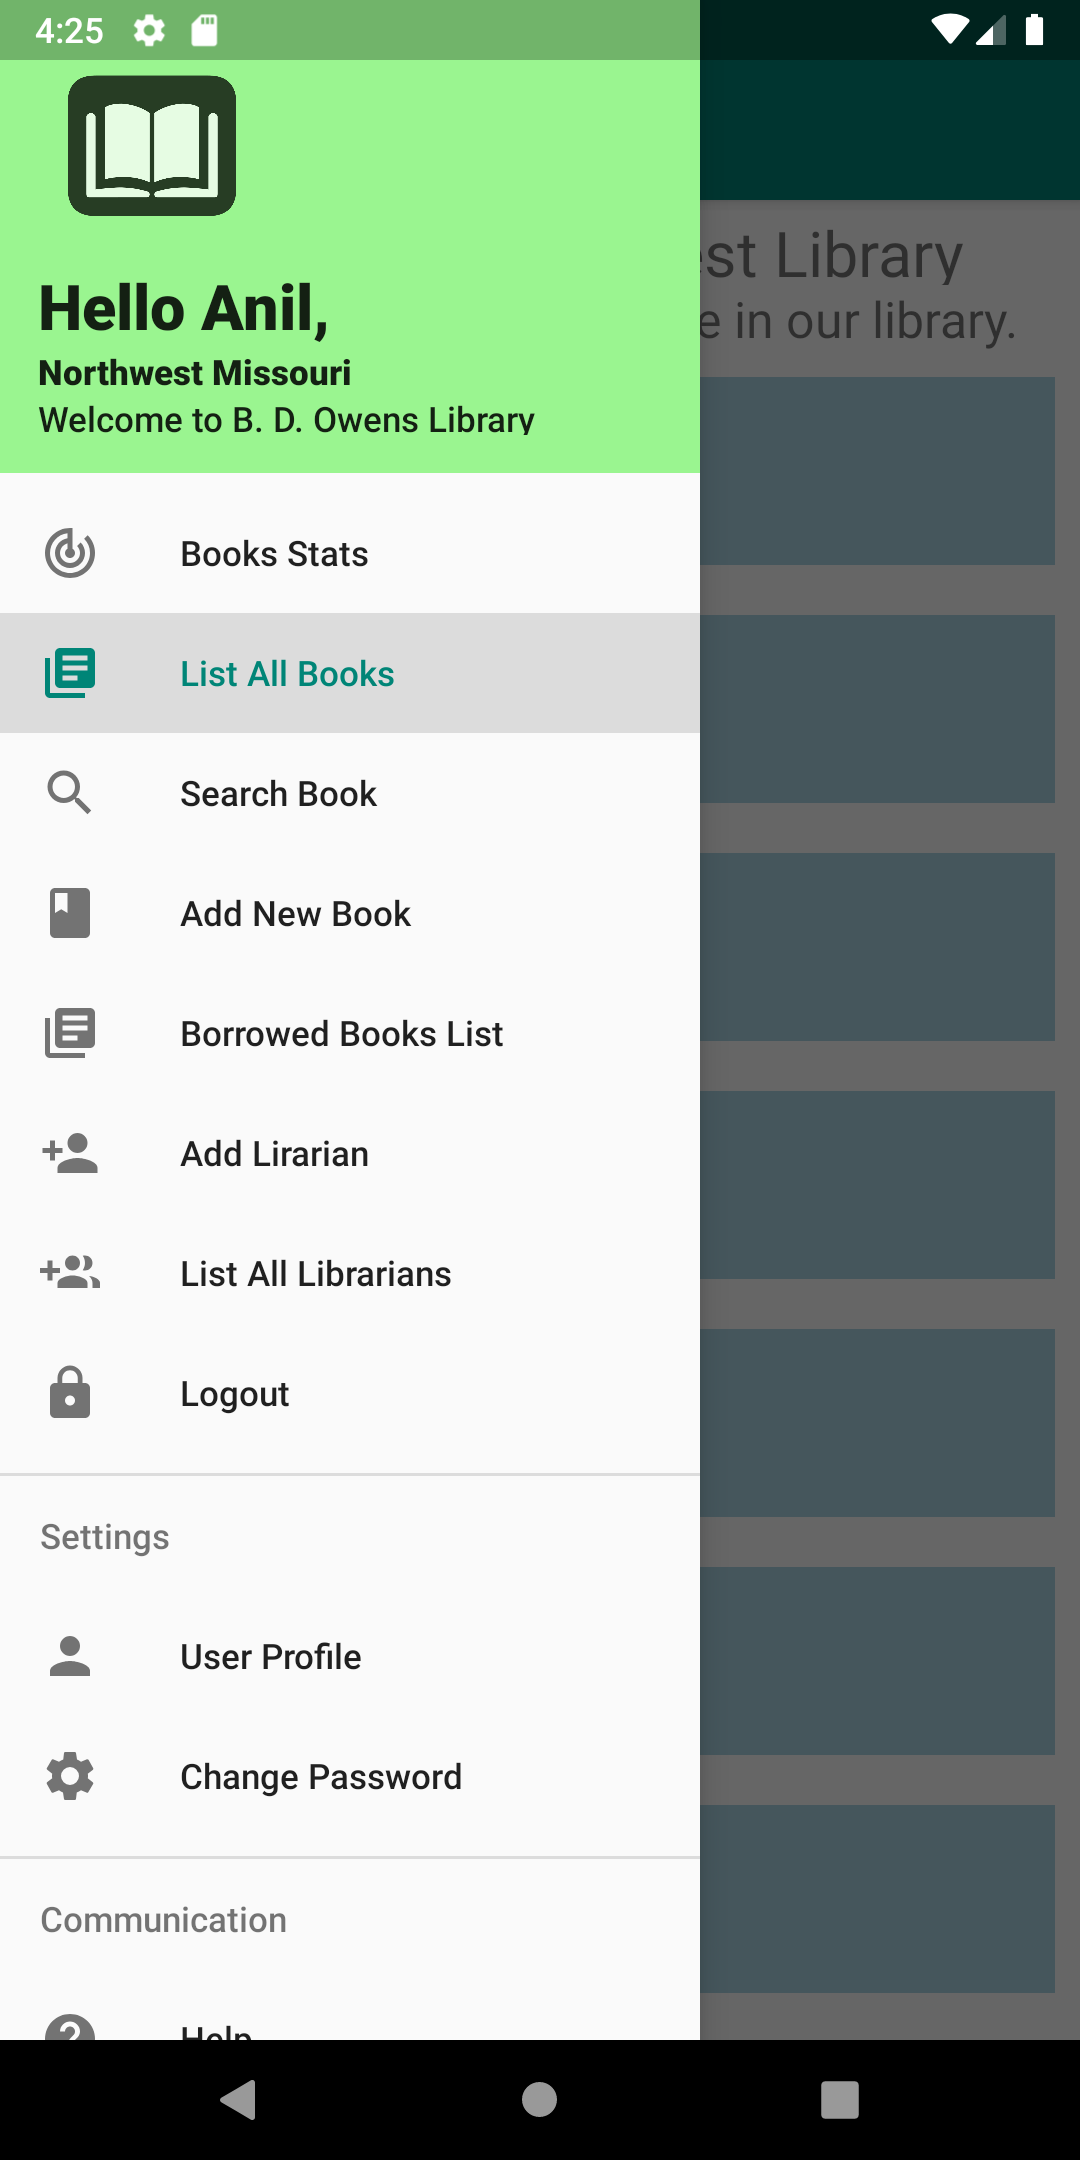 4:25
Hello Anil,
Northwest Missouri
Welcome to B. D. Owens Library
st Library
e in our library.
Books Stats
List All Books
Search Book
Add New Book
Borrowed Books List
Add Lirarian
List All Librarians
Logout
Settings
User Profile
Change Password
Communication
Help